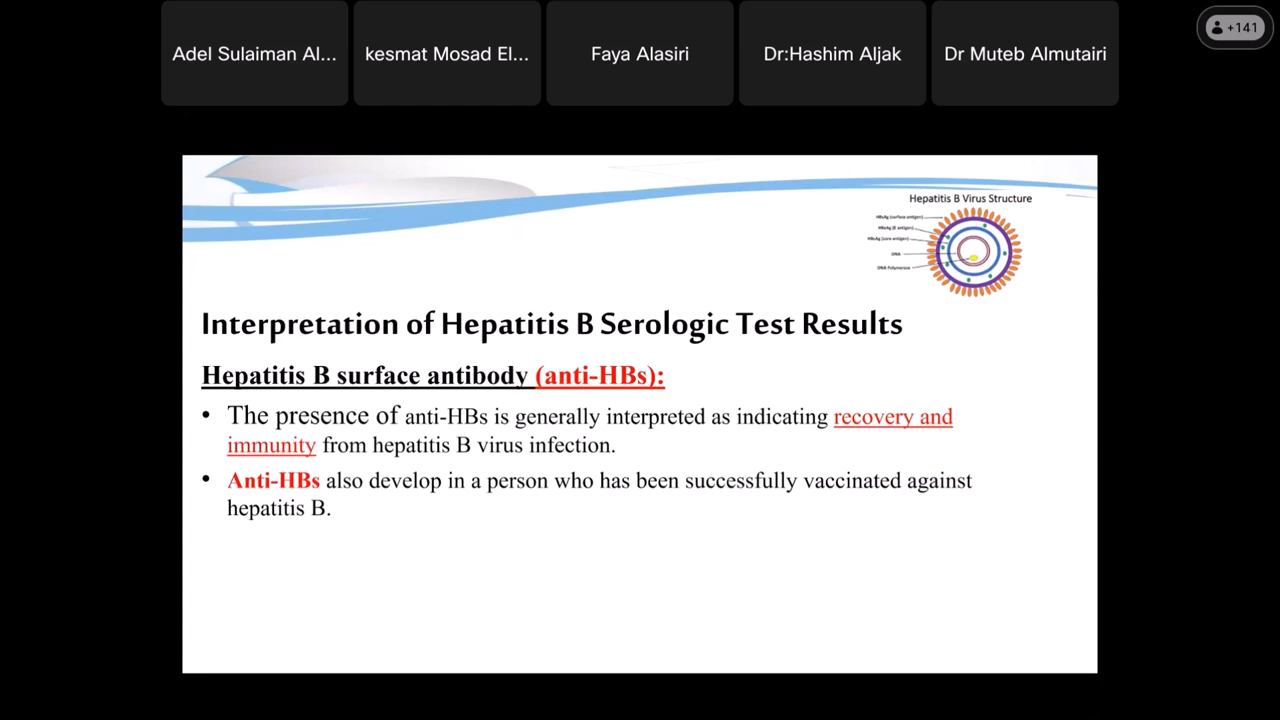 Adel Sulaiman Al...
kesmat Mosad El...
Faya Alasiri
Dr:Hashim Aljak
Dr Muteb Almutairi
+141
Hepatitis B Virus Structure
HBsAg (surface antigen)
HBeAg (E antigen)
HBcAg (core antigen)
DNA
DNA Polymerase
Interpretation of Hepatitis B Serologic Test Results
Hepatitis B surface antibody (anti-HBs):
• The presence of anti-HBs is generally interpreted as indicating recovery and
immunity from hepatitis B virus infection.
• Anti-HBs also develop in a person who has been successfully vaccinated against
hepatitis B.